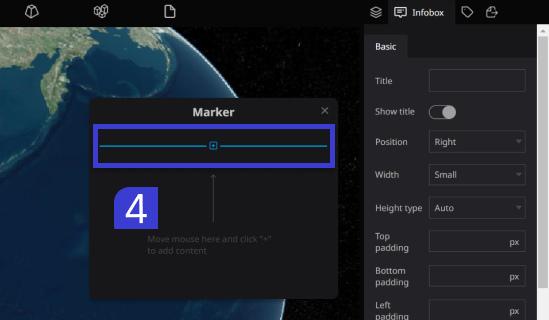 Infobox
Basic
Title
Show title
Position Right
Width Small
Height type Auto
Top
padding px
Bottom
padding px
Left
padding px
Marker
4
Move mouse here and click "+"
to add content